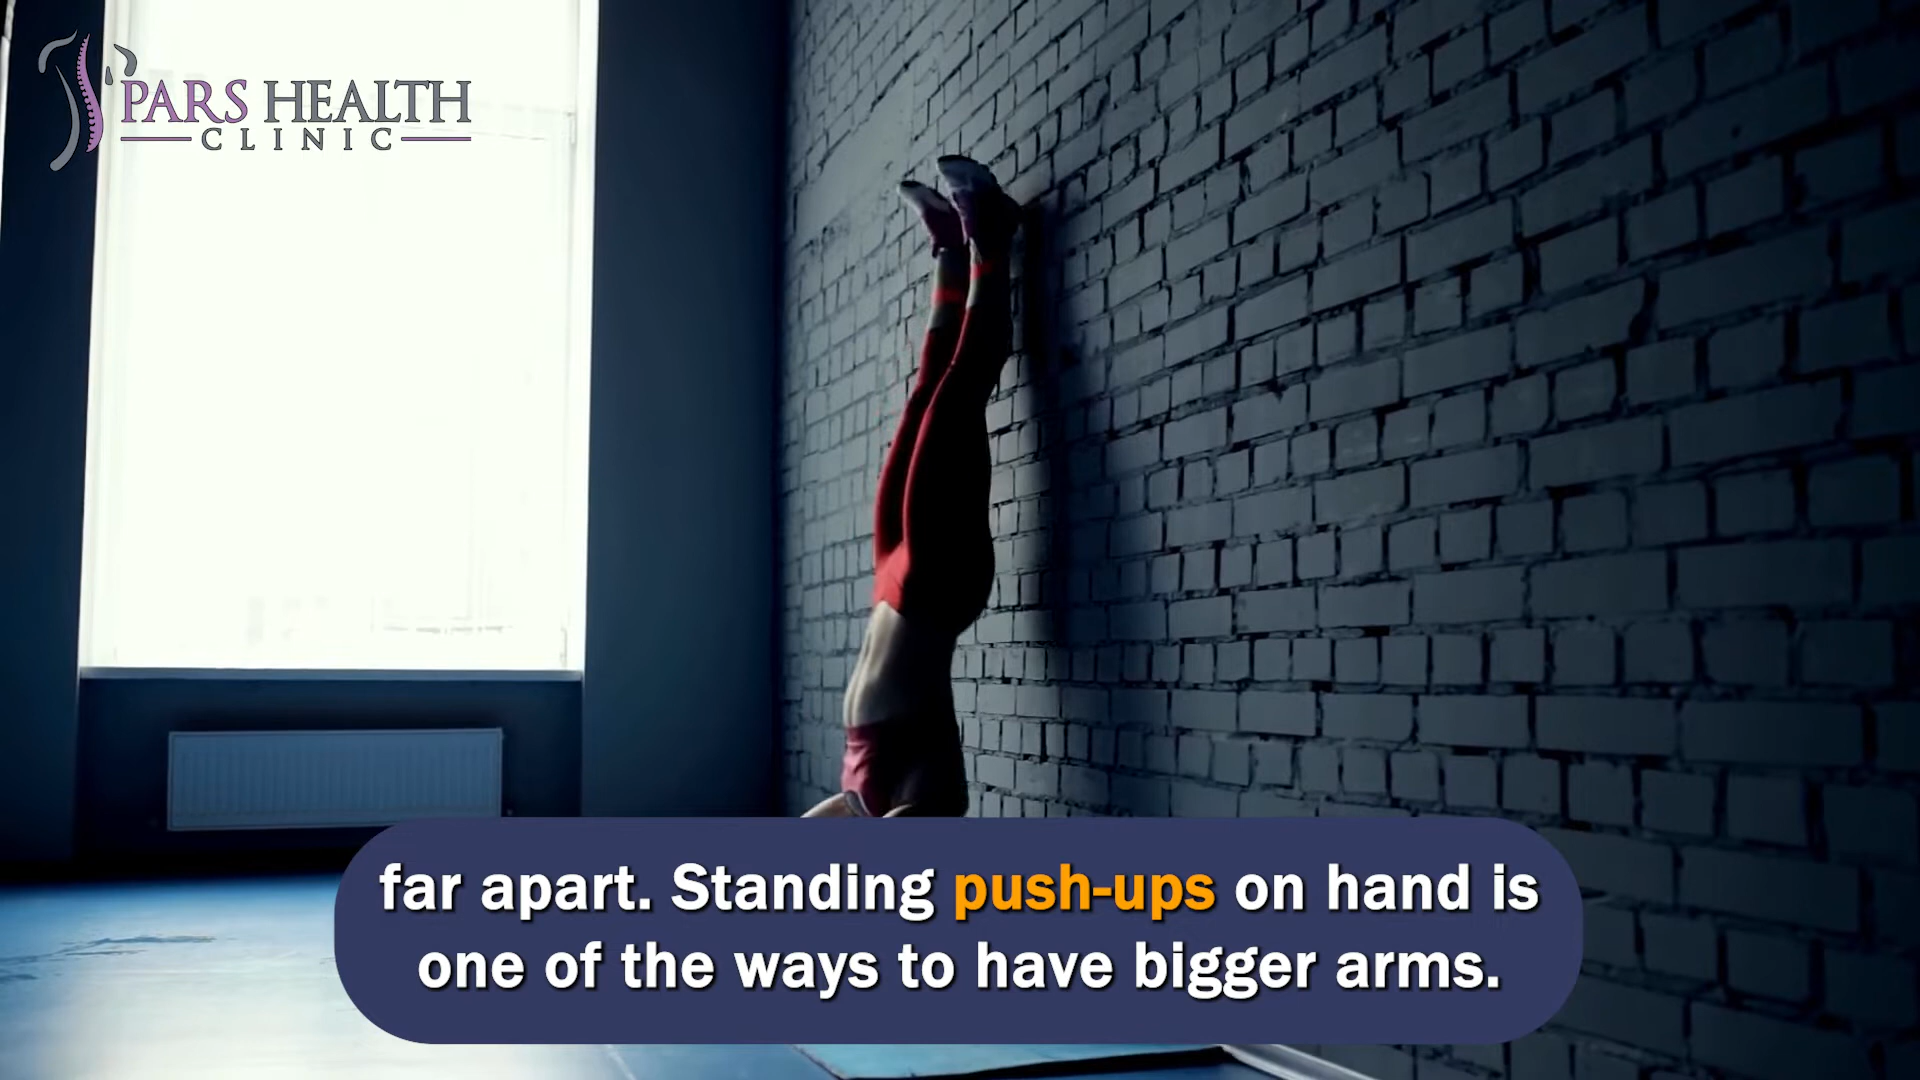 PARS HEALTH
CLINIC
far apart. Standing push-ups on hand is
one of the ways to have bigger arms.